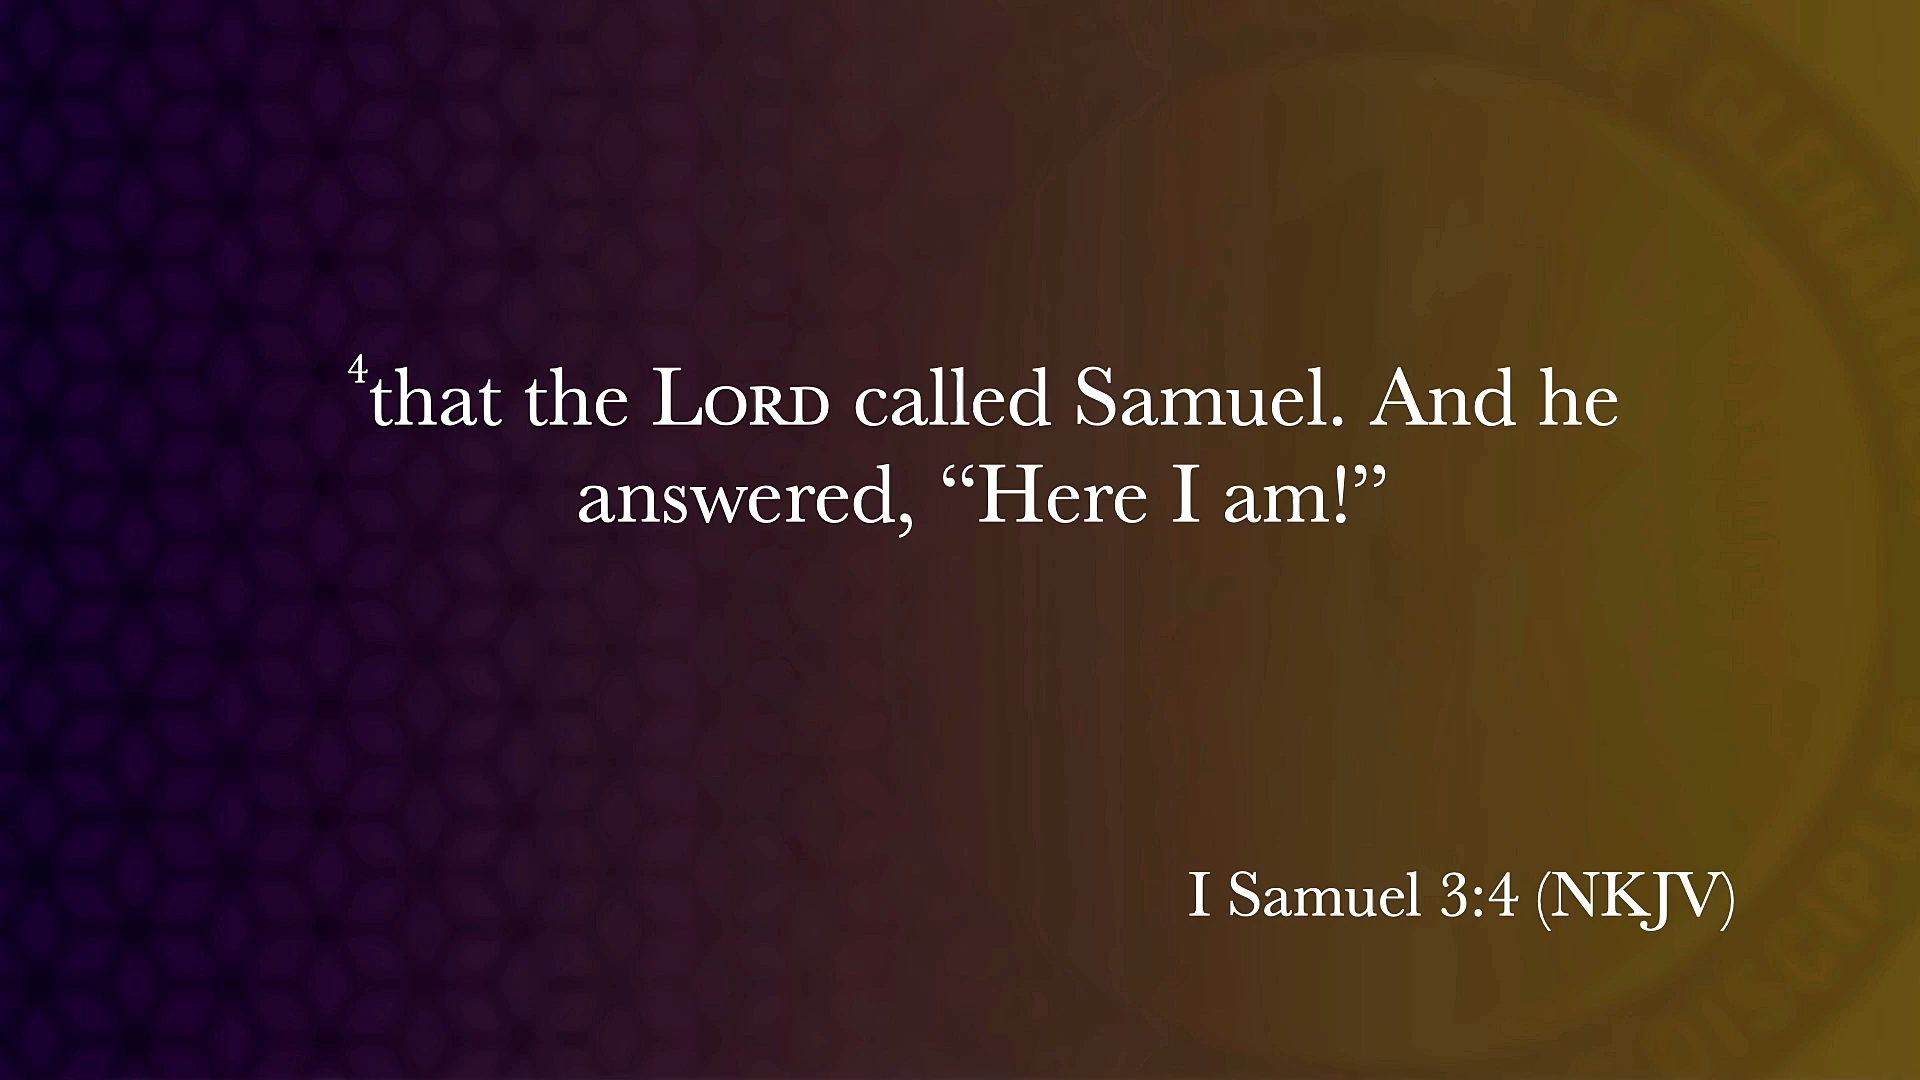 ⁴that the LORD called Samuel. And he
answered, “Here I am!”
I Samuel 3:4 (NKJV)